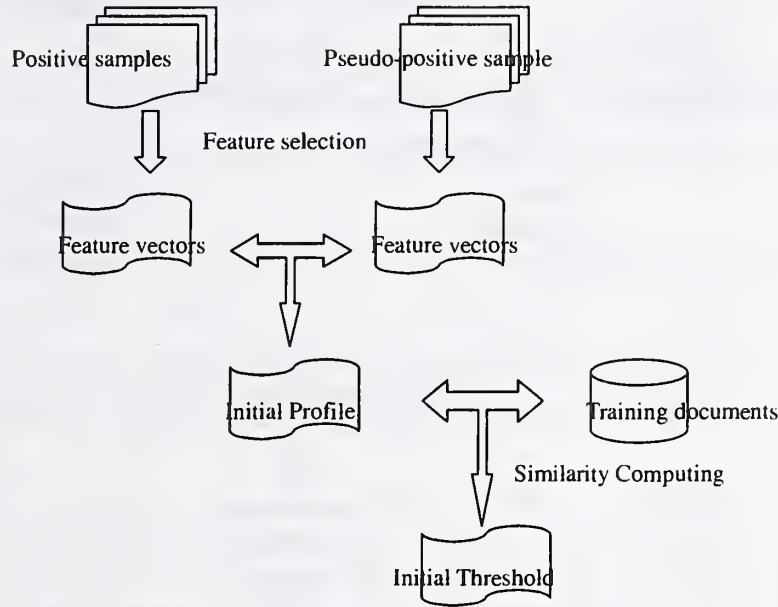 Positive samples
Pseudo-positive sample
Feature selection
Feature vectors
Feature vectors
Initial Profile
Training documents
Similarity Computing
Initial Threshold